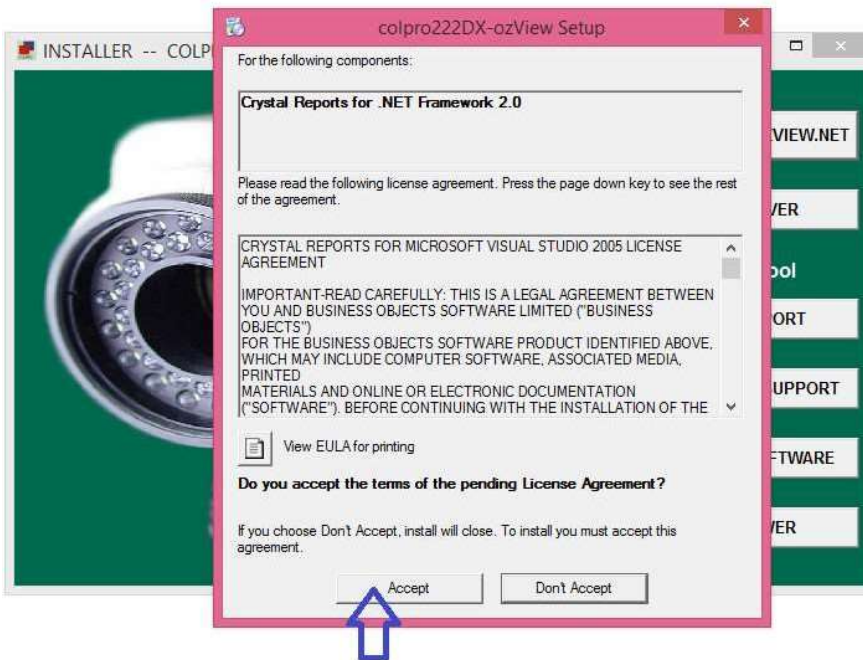 INSTALLER -- COLP
colpro222DX-ozView Setup
For the following components:
Crystal Reports for .NET Framework 2.0
Please read the following license agreement. Press the page down key to see the rest
of the agreement.
CRYSTAL REPORTS FOR MICROSOFT VISUAL STUDIO 2005 LICENSE
AGREEMENT
IMPORTANT-READ CAREFULLY: THIS IS A LEGAL AGREEMENT BETWEEN
YOU AND BUSINESS OBJECTS SOFTWARE LIMITED ("BUSINESS
OBJECTS")
FOR THE BUSINESS OBJECTS SOFTWARE PRODUCT IDENTIFIED ABOVE,
WHICH MAY INCLUDE COMPUTER SOFTWARE, ASSOCIATED MEDIA,
PRINTED
MATERIALS AND ONLINE OR ELECTRONIC DOCUMENTATION
("SOFTWARE"). BEFORE CONTINUING WITH THE INSTALLATION OF THE
View EULA for printing
Do you accept the terms of the pending License Agreement?
If you choose Don't Accept, install will close. To install you must accept this
agreement.
Accept
Don't Accept
VIEW.NET
VER
ool
ORT
UPPORT
FTWARE
VER